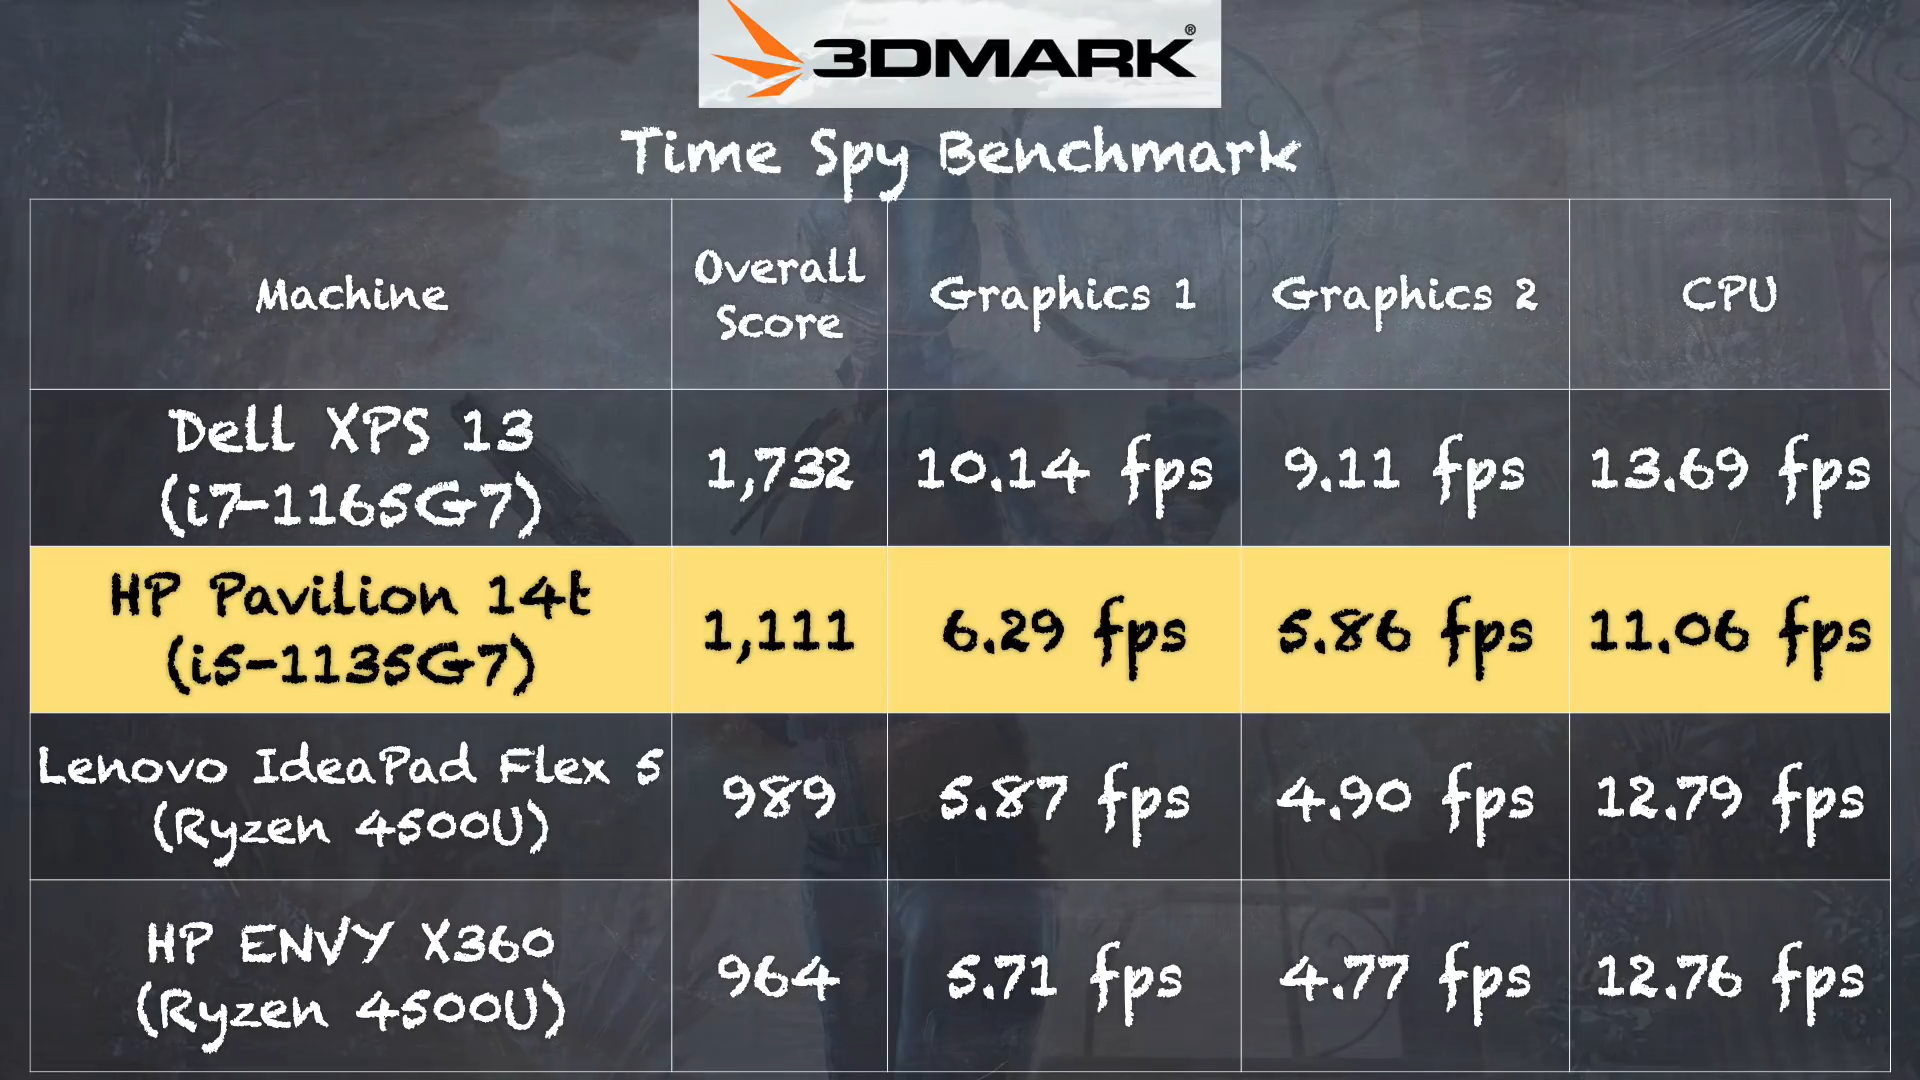 3DMARK®
Time Spy Benchmark
Machine
Overall
Score
Graphics 1
Graphics 2
CPU
Dell XPS 13
(i7-1165G7)
1,732
10.14 fps
9.11 fps
13.69 fps
HP Pavilion 14t
(i5-1135G7)
1,111
6.29 fps
5.86 fps
11.06 fps
Lenovo IdeaPad Flex 5
(Ryzen 4500U)
989
5.87 fps
4.90 fps
12.79 fps
HP ENVY X360
(Ryzen 4500U)
964
5.71 fps
4.77 fps
12.76 fps